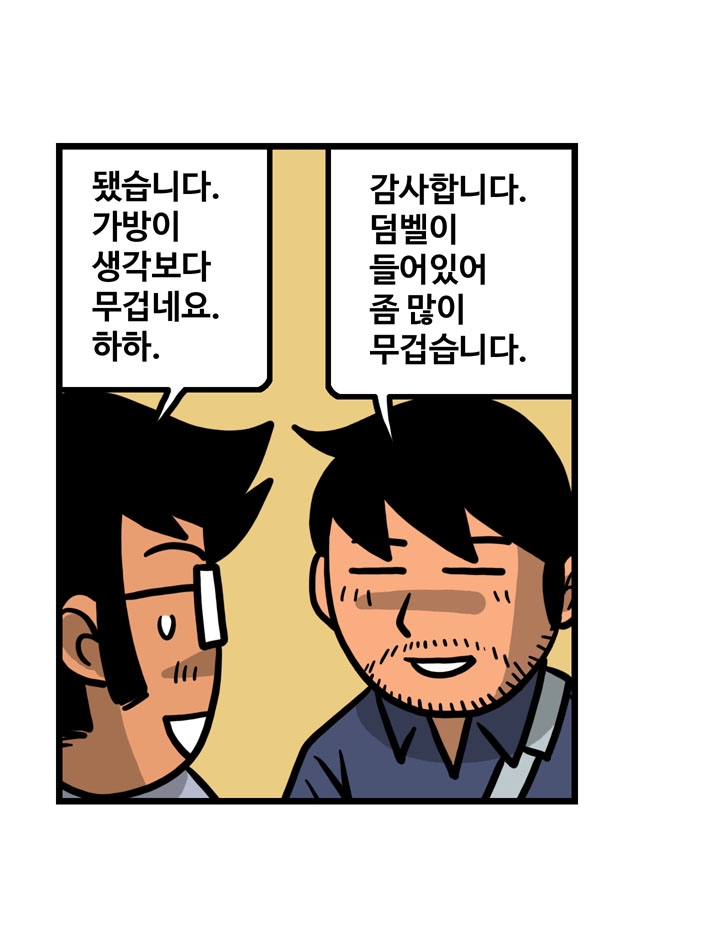 됐습니다.
가방이
생각보다
무겁네요.
하하.
감사합니다.
덤벨이
들어있어
좀 많이
무겁습니다.